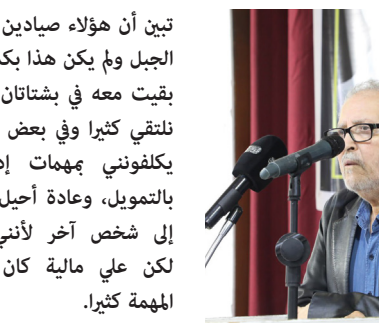 تبين أن هؤلاء صيادين
الجبل ولم يكن هذا بكم
بقيت معه في بشتاتان
نلتقي كثيرا وفي بعض
يكلفونني بمهمات إد
بالتمويل، وعادة أحيل
إلى شخص آخر لأنني
لكن علي مالية كان
المهمة كثيرا.